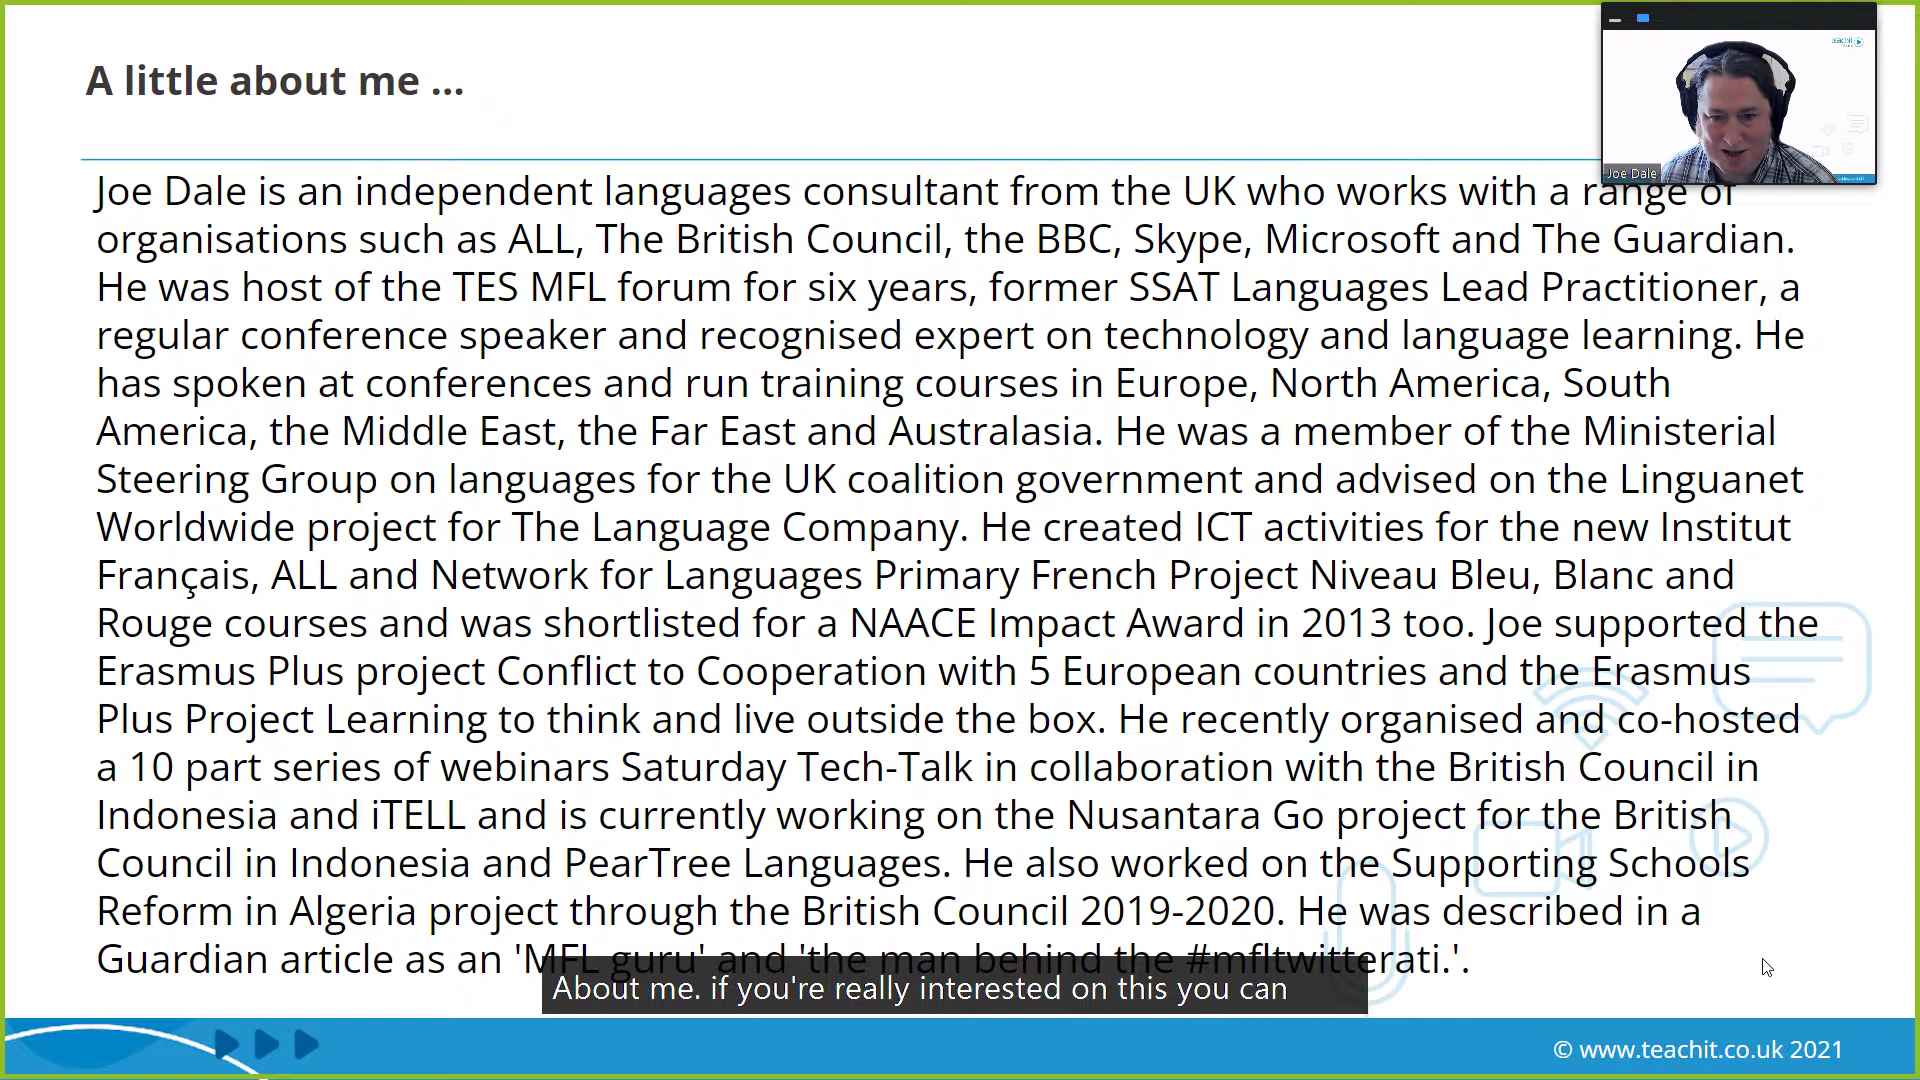 A little about me ...
Joe Dale
Joe Dale is an independent languages consultant from the UK who works with a range of
organisations such as ALL, The British Council, the BBC, Skype, Microsoft and The Guardian.
He was host of the TES MFL forum for six years, former SSAT Languages Lead Practitioner, a
regular conference speaker and recognised expert on technology and language learning. He
has spoken at conferences and run training courses in Europe, North America, South
America, the Middle East, the Far East and Australasia. He was a member of the Ministerial
Steering Group on languages for the UK coalition government and advised on the Linguanet
Worldwide project for The Language Company. He created ICT activities for the new Institut
Français, ALL and Network for Languages Primary French Project Niveau Bleu, Blanc and
Rouge courses and was shortlisted for a NAACE Impact Award in 2013 too. Joe supported the
Erasmus Plus project Conflict to Cooperation with 5 European countries and the Erasmus
Plus Project Learning to think and live outside the box. He recently organised and co-hosted
a 10 part series of webinars Saturday Tech-Talk in collaboration with the British Council in
Indonesia and iTELL and is currently working on the Nusantara Go project for the British
Council in Indonesia and PearTree Languages. He also worked on the Supporting Schools
Reform in Algeria project through the British Council 2019-2020. He was described in a
Guardian article as an 'MFL guru' and 'the man behind the #mfltwitterati.'.
About me. if you're really interested on this you can
© www.teachit.co.uk 2021